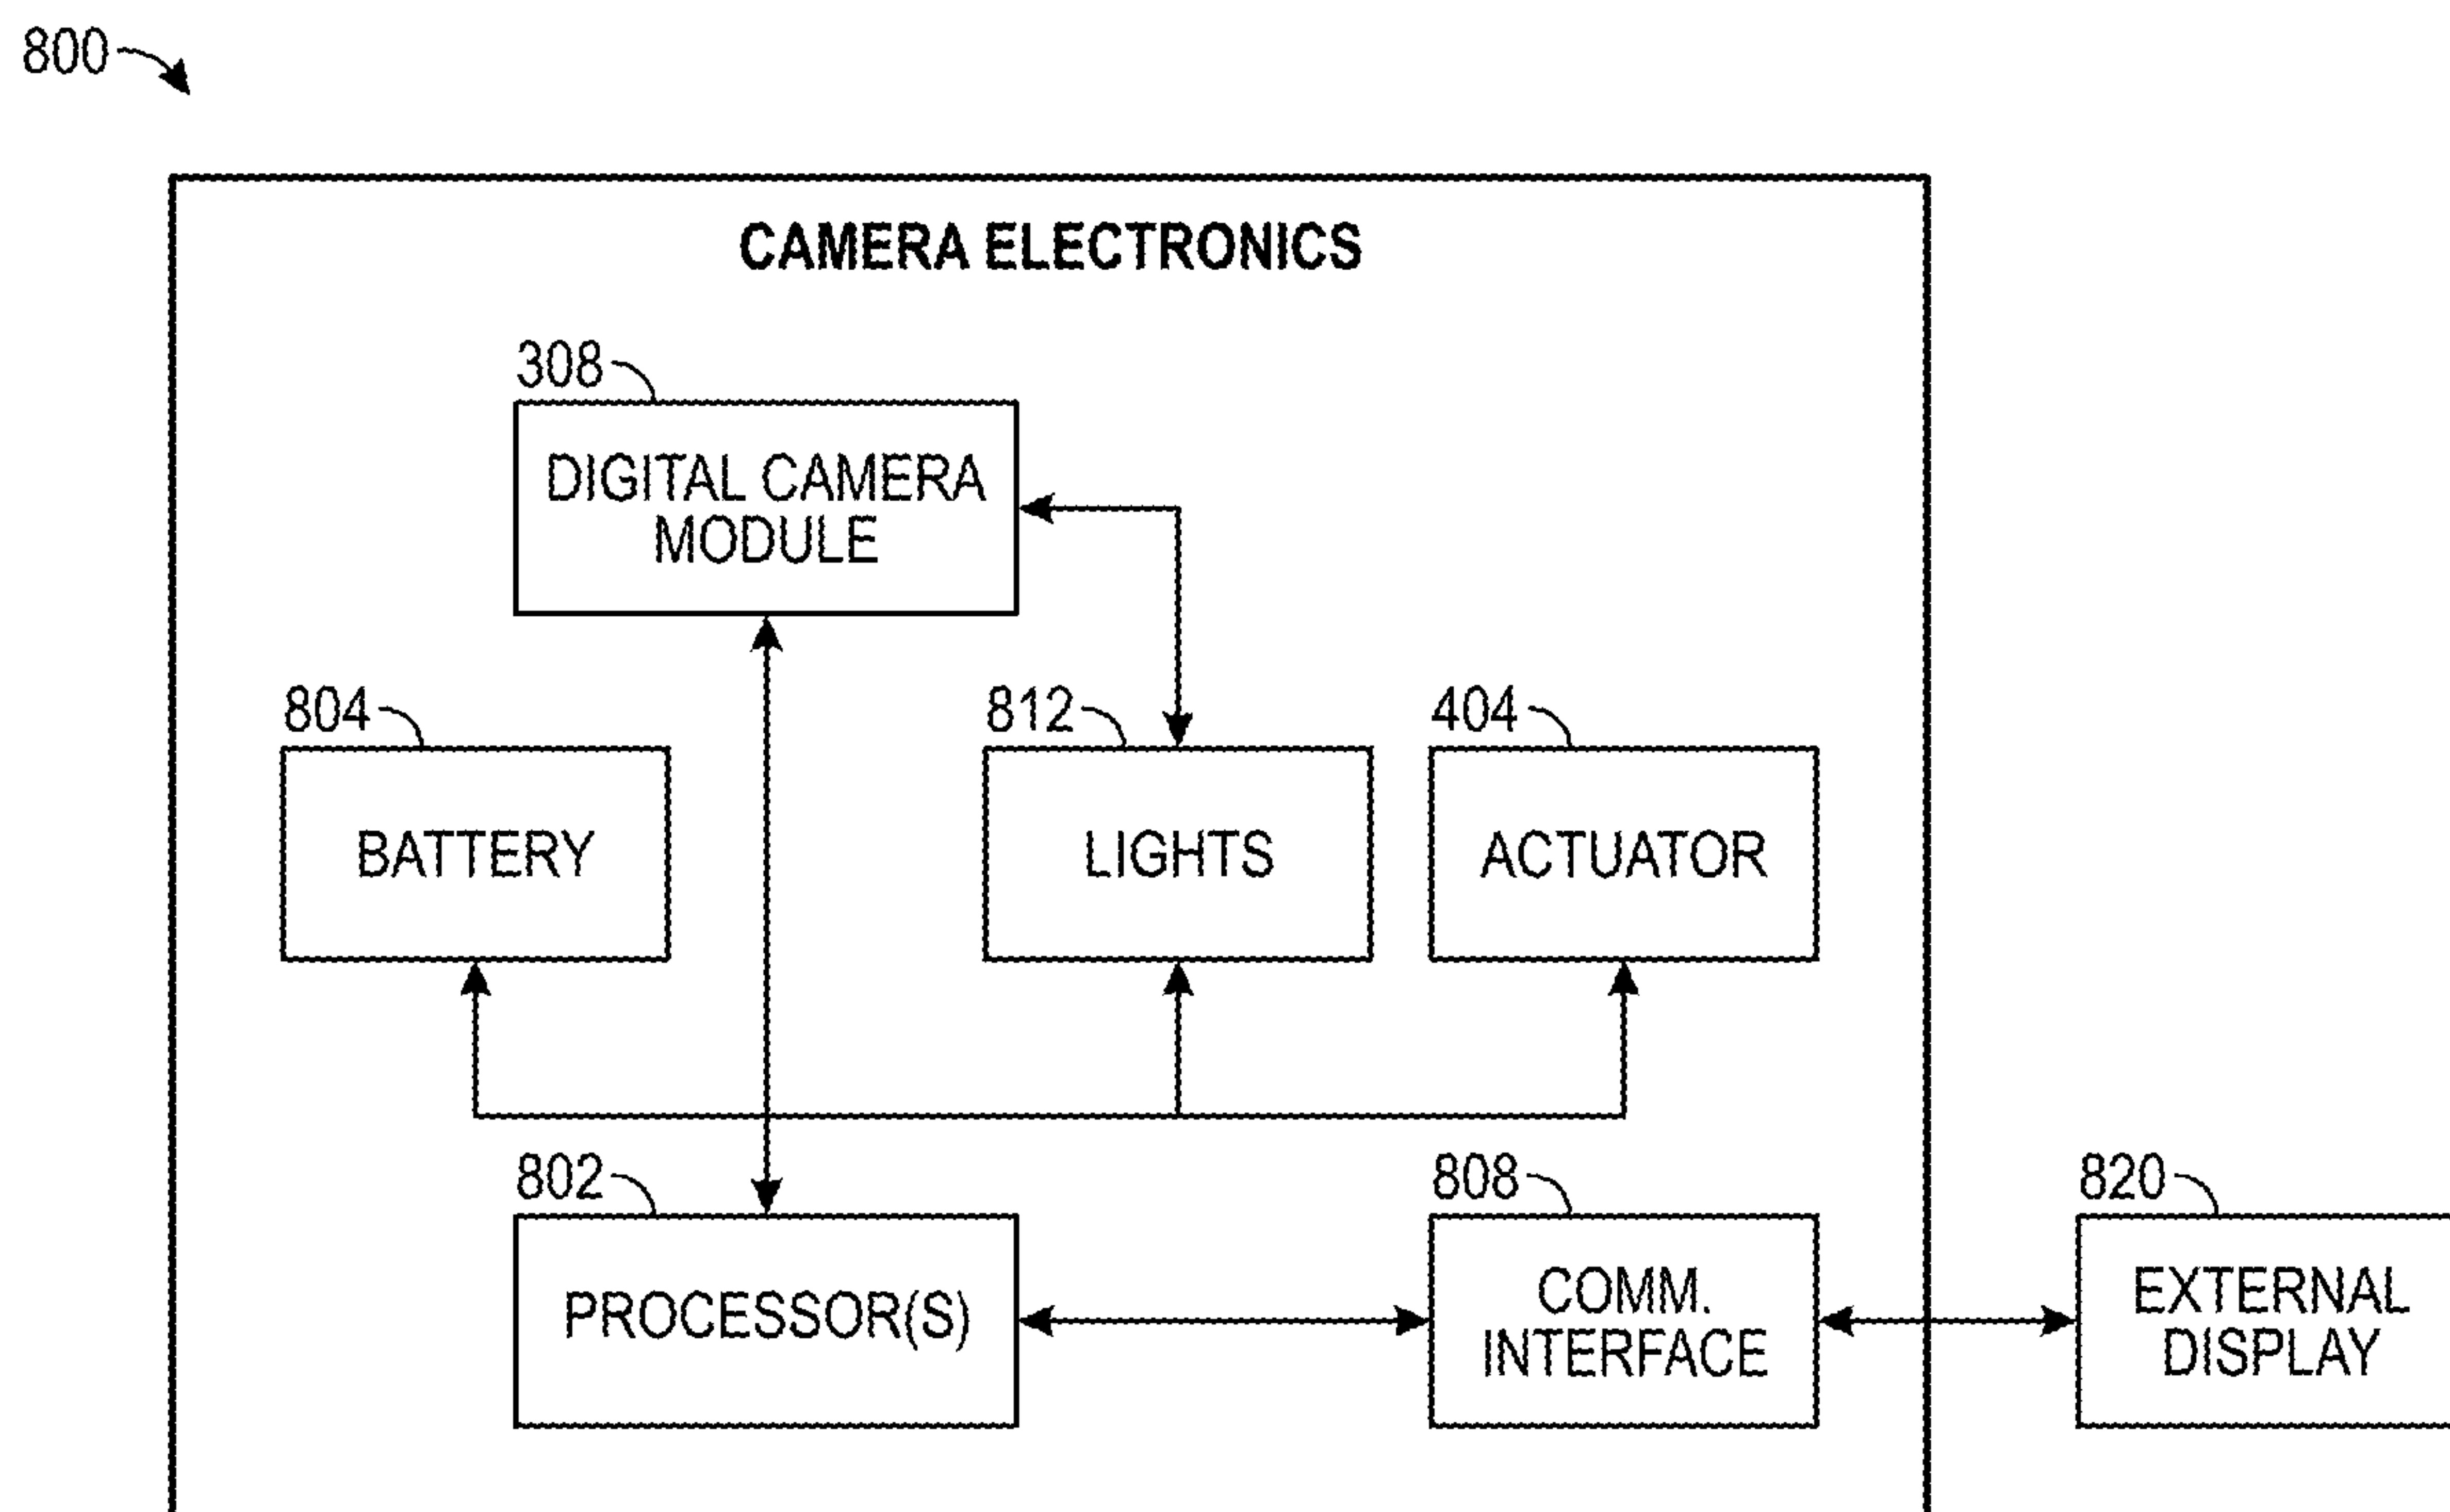 800
CAMERA ELECTRONICS
308
DIGITAL CAMERA
MODULE
804
812
404
BATTERY
LIGHTS
ACTUATOR
802
808
820
PROCESSOR(S)
COMM.
INTERFACE
EXTERNAL
DISPLAY